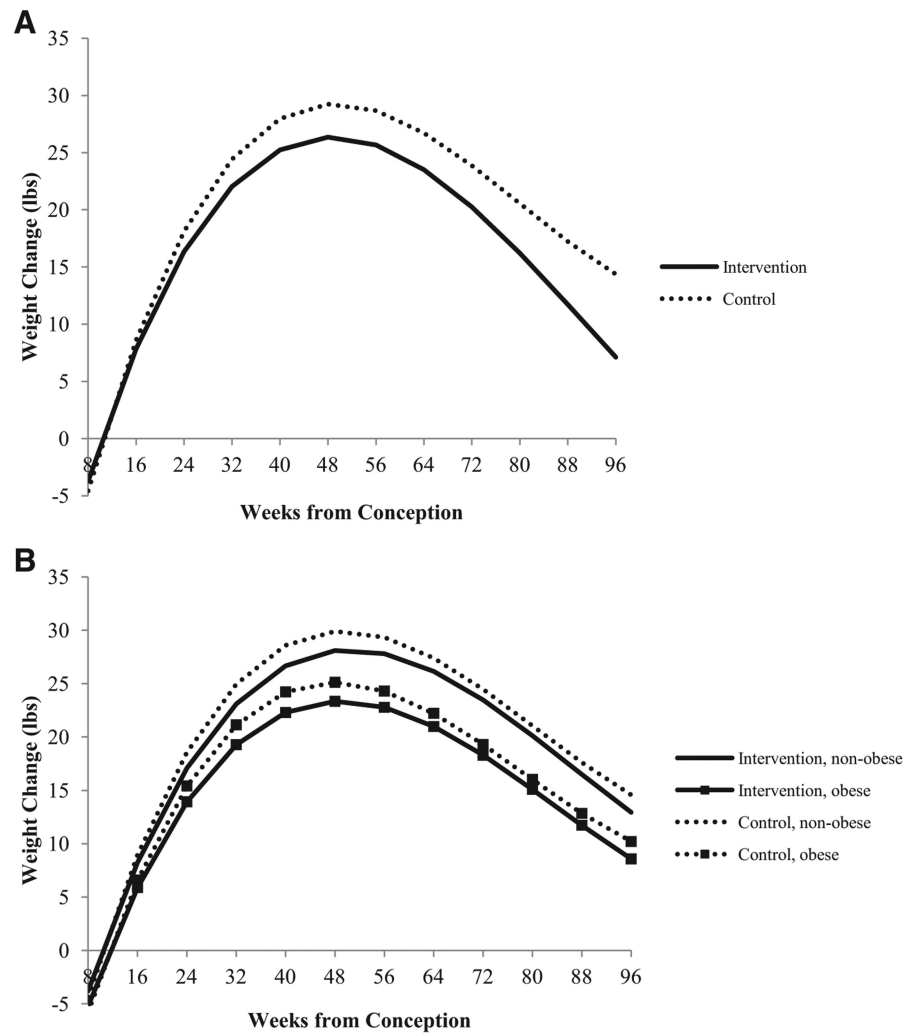 A
35
30
25
20
15
10
5
0
-5
Weight Change (lbs)
8 16 24 32 40 48 56 64 72 80 88 96
Weeks from Conception
Intervention
Control
B
35
30
25
20
15
10
5
0
-5
Weight Change (lbs)
8 16 24 32 40 48 56 64 72 80 88 96
Weeks from Conception
Intervention, non-obese
Intervention, obese
Control, non-obese
Control, obese